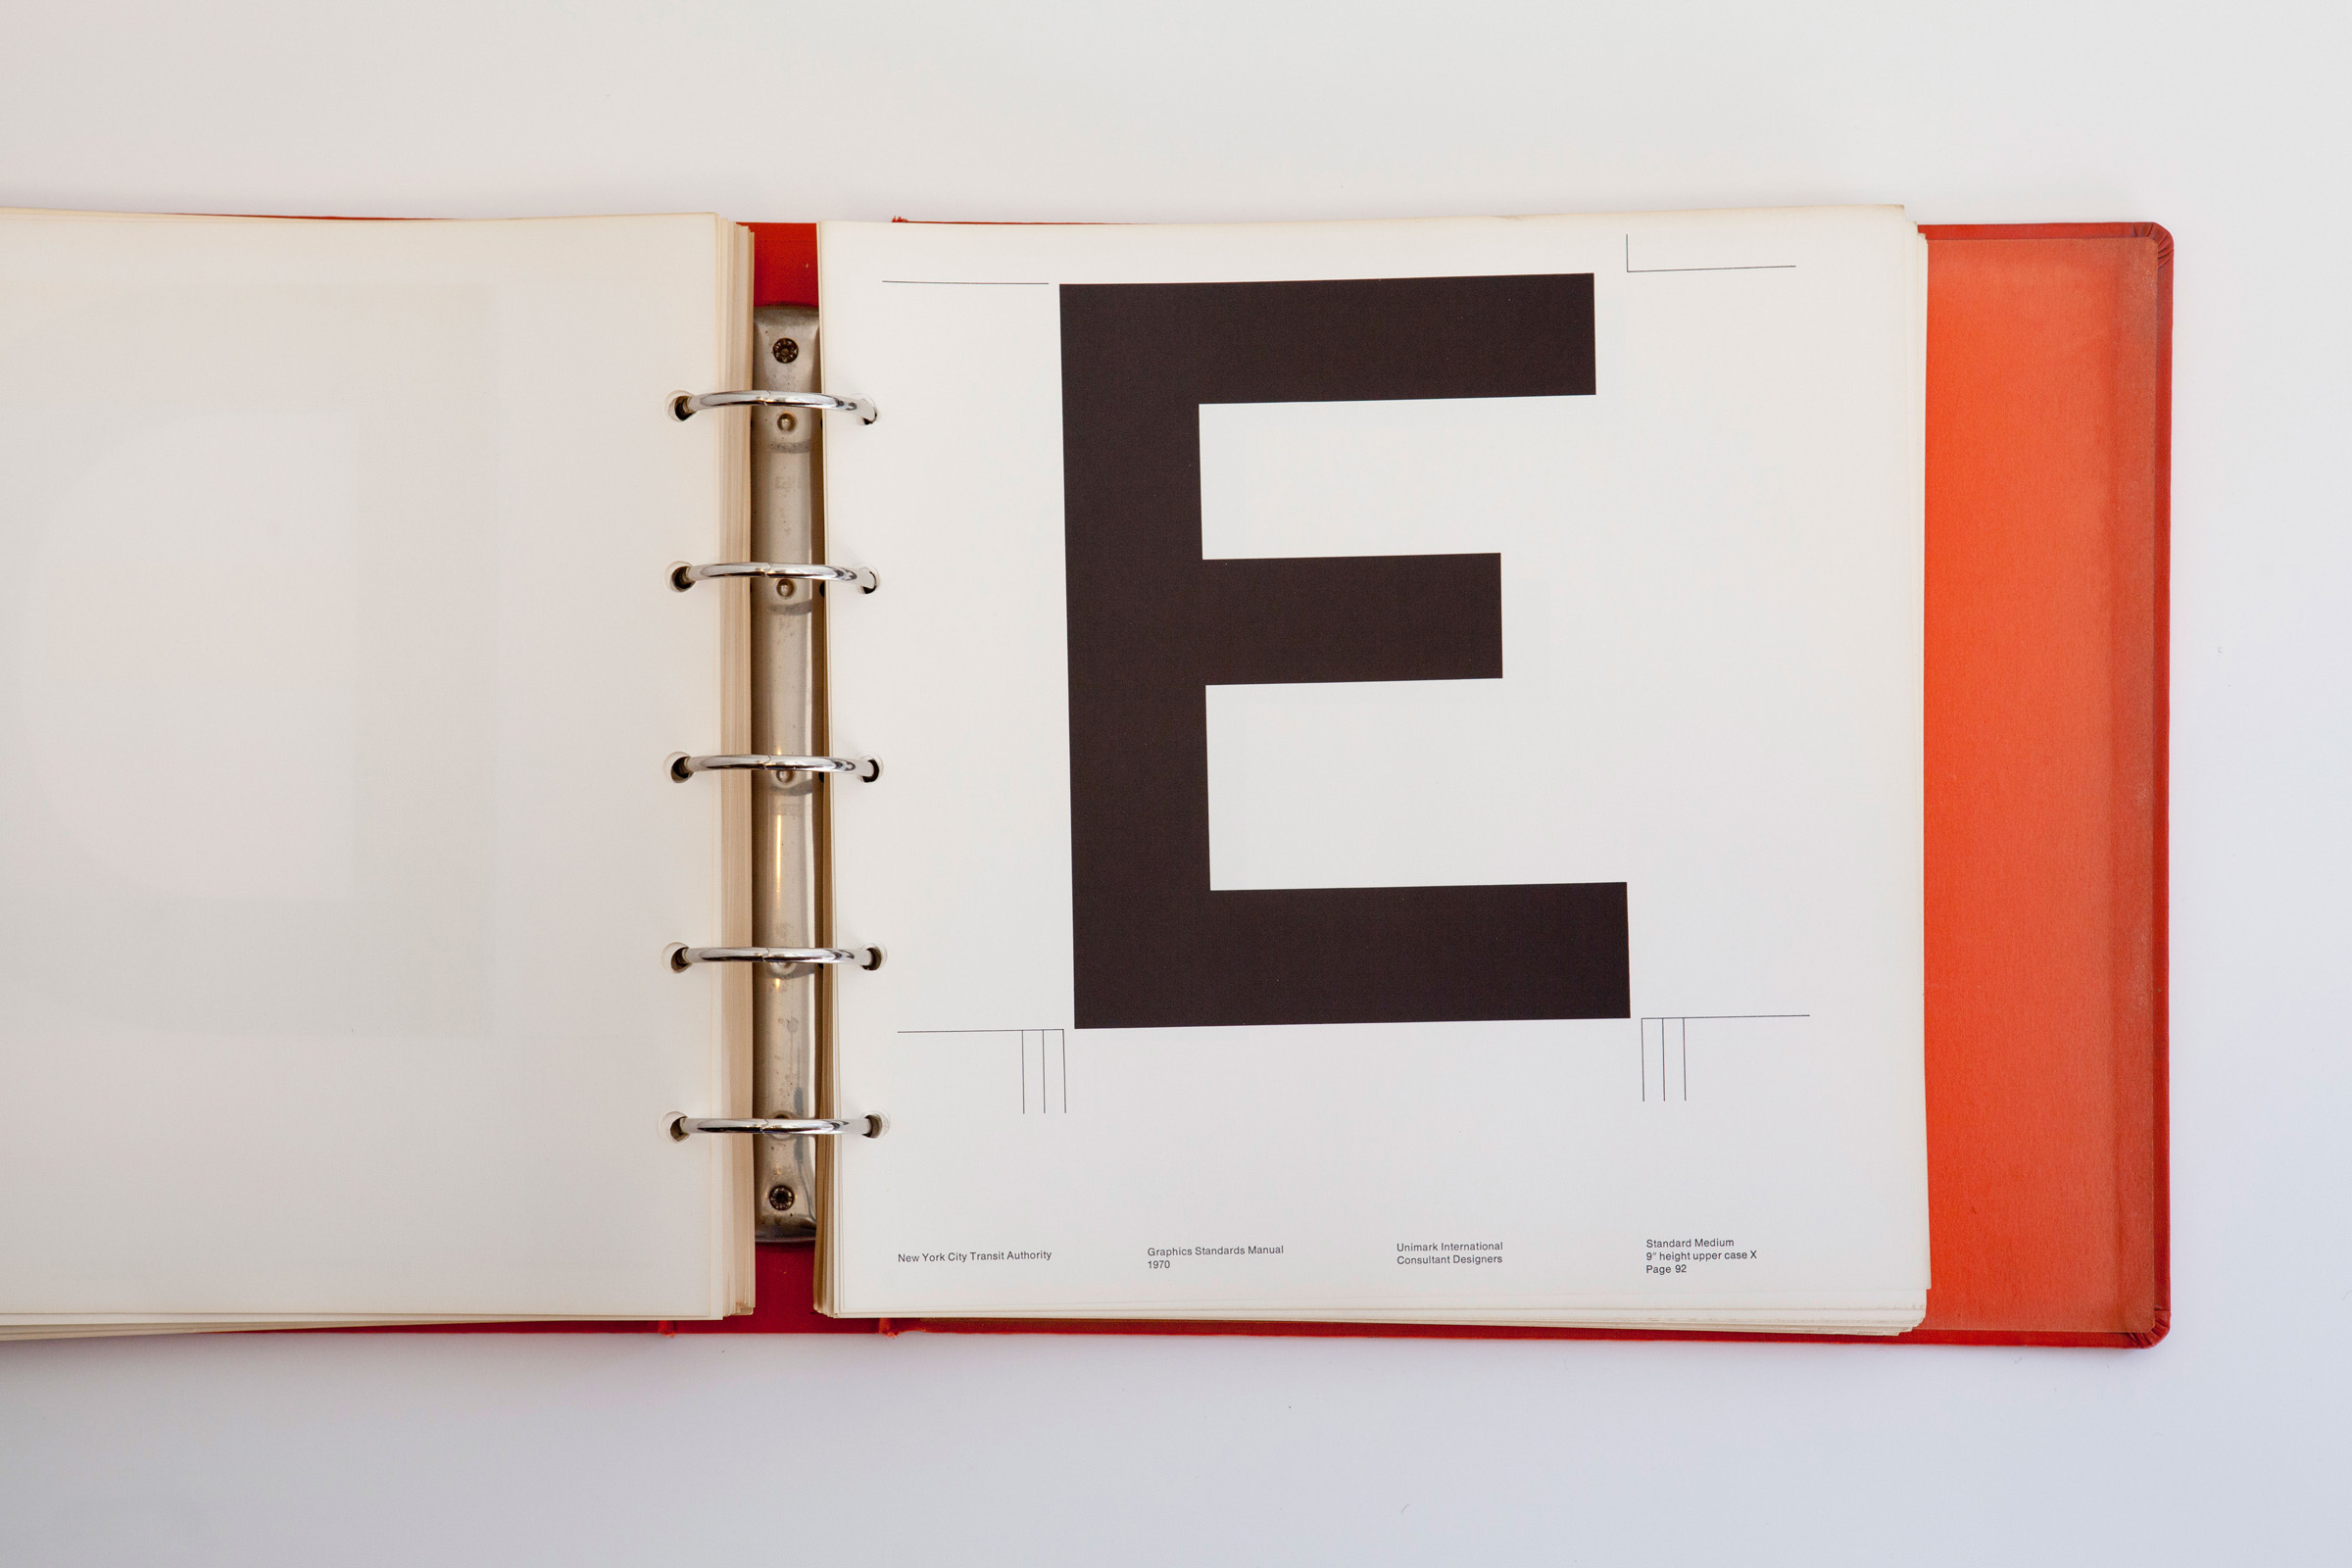 E
New York City Transit Authority
Graphics Standards Manual
1970
Unimark International
Consultant Designers
Standard Medium
9" height upper case X
Page 92